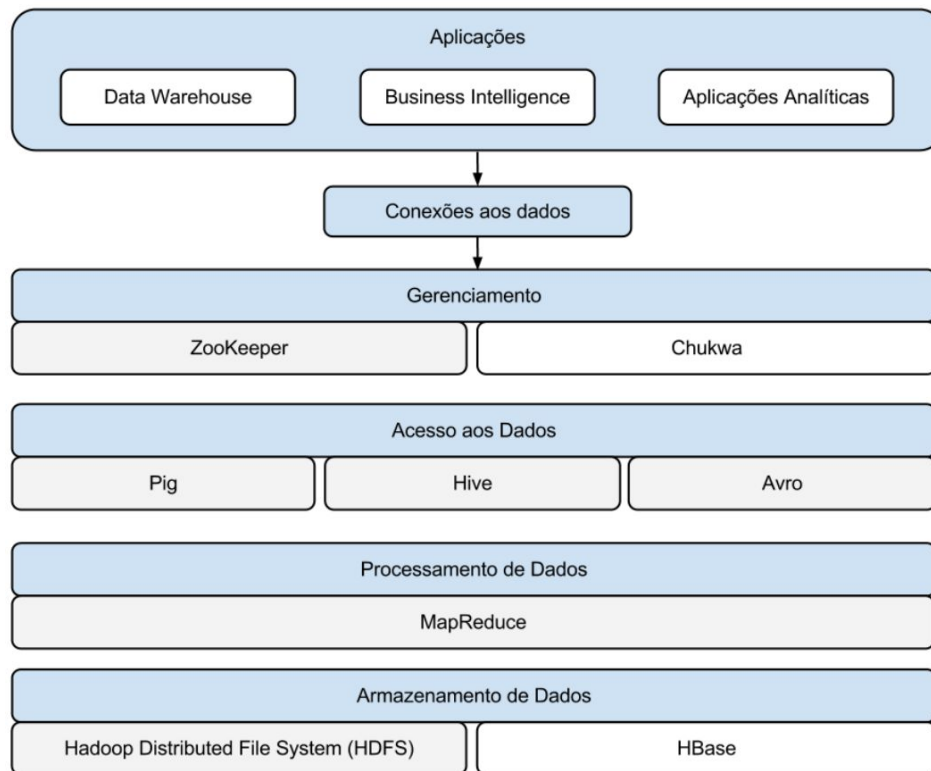 Aplicações
Data Warehouse
Business Intelligence
Aplicações Analíticas
Conexões aos dados
Gerenciamento
ZooKeeper
Chukwa
Acesso aos Dados
Pig
Hive
Avro
Processamento de Dados
MapReduce
Armazenamento de Dados
Hadoop Distributed File System (HDFS)
HBase